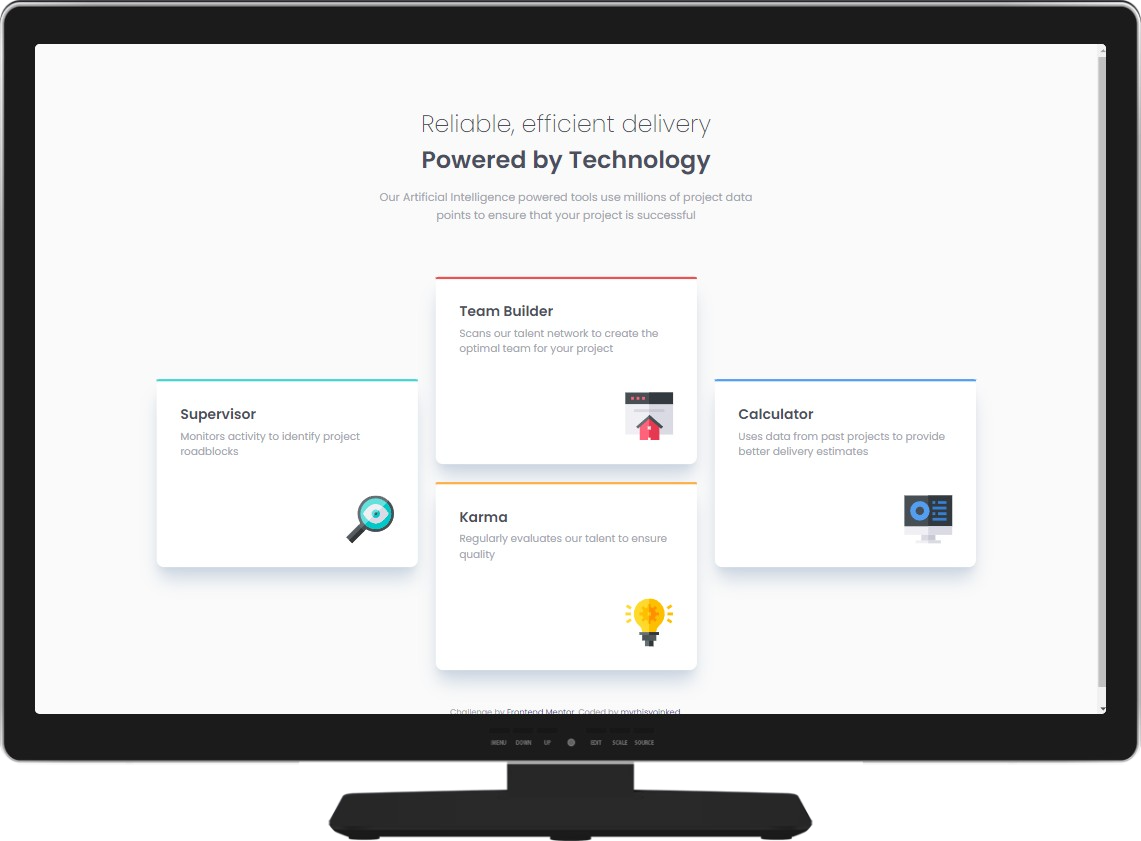 Reliable, efficient delivery
Powered by Technology
Our Artificial Intelligence powered tools use millions of project data
points to ensure that your project is successful
Team Builder
Scans our talent network to create the
optimal team for your project
Supervisor
Monitors activity to identify project
roadblocks
Calculator
Uses data from past projects to provide
better delivery estimates
Karma
Regularly evaluates our talent to ensure
quality
Challenge by Frontend Mentor. Coded by
MENU DOWN UP EDIT SCALE SOURCE